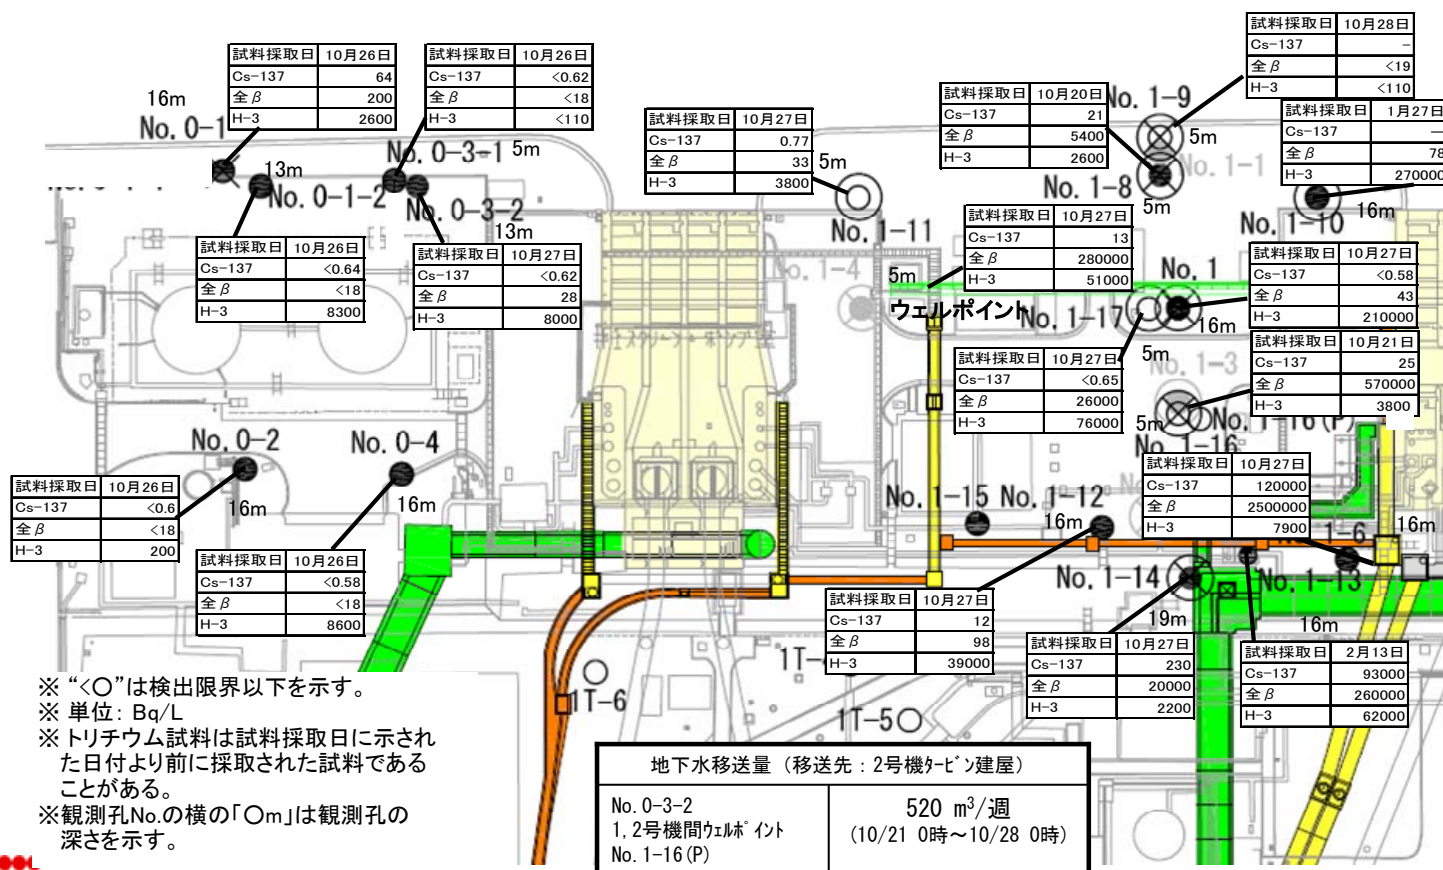 試料採取日 10月26日
Cs-137 64
全β 200
H-3 2600
試料採取日 10月26日
Cs-137 <0.62
全β <18
H-3 <110
試料採取日 10月27日
Cs-137 0.77
全β 33
H-3 3800
試料採取日 10月20日
Cs-137 21
全β 5400
H-3 2600
試料採取日 10月28日
Cs-137 -
全β <19
H-3 <110
試料採取日 1月27日
Cs-137 —
全β 78
H-3 270000
16m
No. 0-1
13m
No. 0-1-2
No. 0-3-1 5m
No. 0-3-2
13m
5m
No. 1-11
No. 1-9
5m
No. 1-1
No. 1-8
5m
No. 1-10
16m
試料採取日 10月26日
Cs-137 <0.64
全β <18
H-3 8300
試料採取日 10月27日
Cs-137 <0.62
全β 28
H-3 8000
試料採取日 10月27日
Cs-137 13
全β 280000
H-3 51000
試料採取日 10月27日
Cs-137 <0.58
全β 43
H-3 210000
No. 1-4
5m
ウェルポイント
No. 1
No. 1-17
16m
5m
No. 1-3
試料採取日 10月27日
Cs-137 <0.65
全β 26000
H-3 76000
試料採取日 10月21日
Cs-137 25
全β 570000
H-3 3800
5m
No. 1-16(P)
No. 1-16
No. 0-2
16m
No. 0-4
16m
試料採取日 10月26日
Cs-137 <0.6
全β <18
H-3 200
試料採取日 10月26日
Cs-137 <0.58
全β <18
H-3 8600
No. 1-15
No. 1-12
16m
試料採取日 10月27日
Cs-137 120000
全β 2500000
H-3 7900
1-6
16m
No. 1-14
19m
No. 1-13
16m
試料採取日 10月27日
Cs-137 12
全β 98
H-3 39000
試料採取日 10月27日
Cs-137 230
全β 20000
H-3 2200
試料採取日 2月13日
Cs-137 93000
全β 260000
H-3 62000
1T-6
1T-5
※ “<〇”は検出限界以下を示す。
※ 単位: Bq/L
※ トリチウム試料は試料採取日に示され
た日付より前に採取された試料である
ことがある。
※観測孔No.の横の「〇m」は観測孔の
深さを示す。
地下水移送量（移送先：2号機ﾀｰﾋﾞﾝ建屋）
No. 0-3-2
1, 2号機間ｳｪﾙﾎﾟｲﾝﾄ
No. 1-16(P)
520 m³/週
(10/21 0時～10/28 0時)